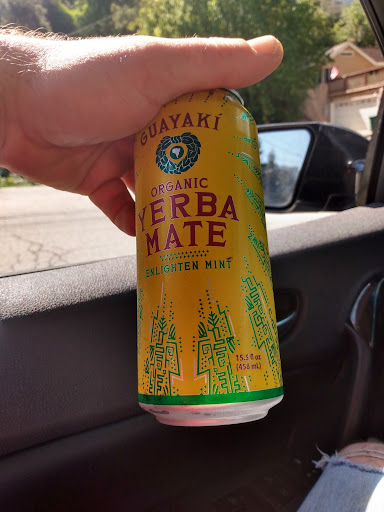 GUAYAKÍ
ORGANIC
YERBA
MATE
ENLIGHTEN MINT
15.5 fl oz
(458 mL)